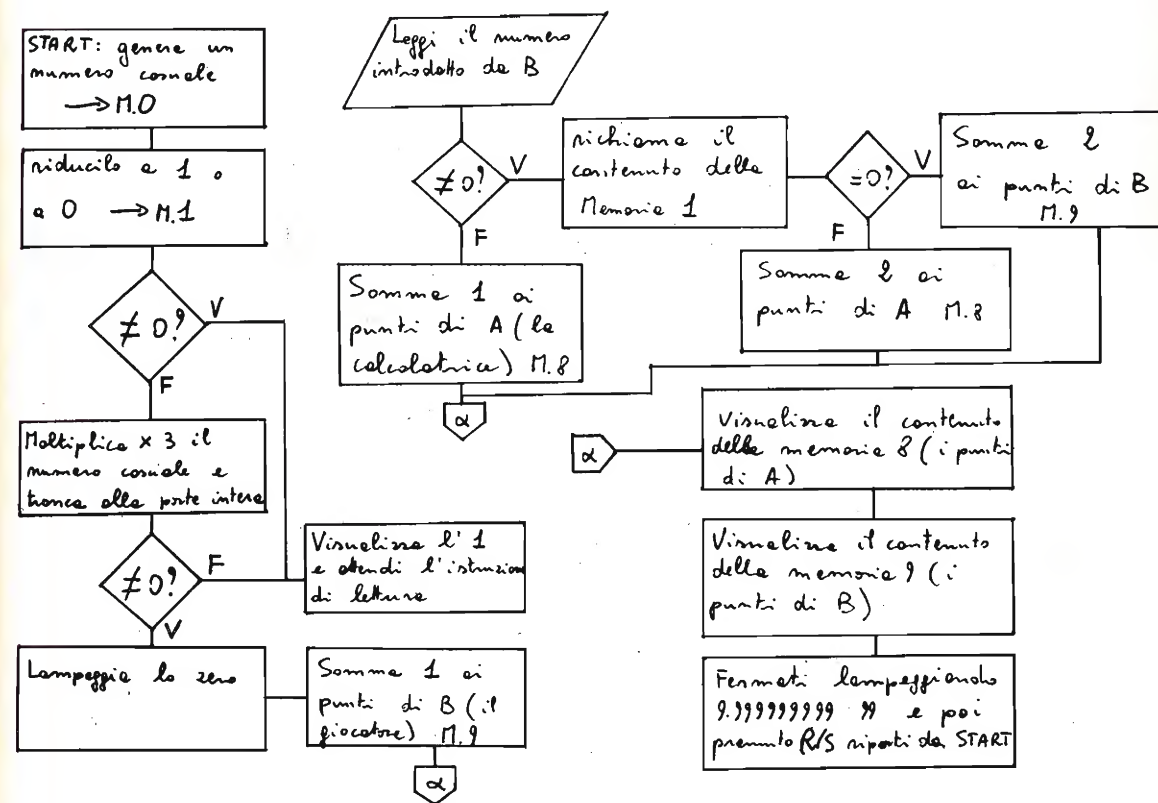 START: genera un
numero casuale
→ M.0
riducilo a 1 o
a 0 → M.1
≠ 0?
V
F
Moltiplica × 3 il
numero casuale e
tronca alla parte intera
≠ 0?
F
V
Visualizza l'1
e attendi l'istruzione
di lettura
Lampeggia lo zero
Somma 1 ai
punti di B (il
giocatore) M.9
α
Leggi il numero
introdotto da B
≠ 0?
V
F
richiama il
contenuto della
Memoria 1
=0?
V
F
Somma 2
ai punti di B
M.9
Somma 1 ai
punti di A (la
calcolatrice) M.8
α
Somma 2 ai
punti di A M.8
α
Visualizza il contenuto
della memoria 8 (i punti
di A)
Visualizza il contenuto
della memoria 9 (i
punti di B)
Fermati lampeggiando
9.999999999 99 e poi
premuto R/S riparti da START